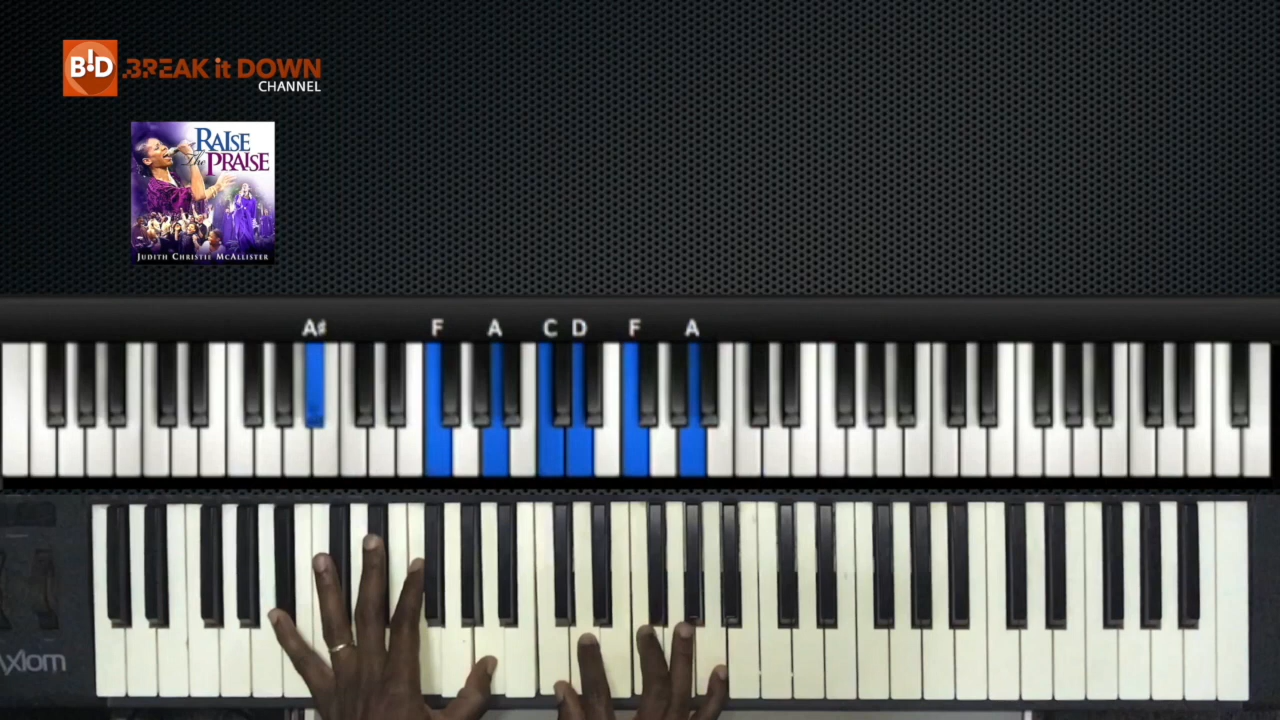 B!D BREAK it DOWN
CHANNEL
RAISE
The PRAISE
JUDITH CHRISTIE MCALLISTER
A♯ F A C D F A
Axiom